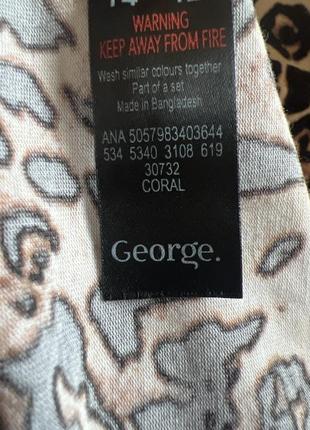 WARNING
KEEP AWAY FROM FIRE
Wash similar colours together
Part of a set
Made in Bangladesh
ANA 5057983403644
534 5340 3108 619
30732
CORAL
George.